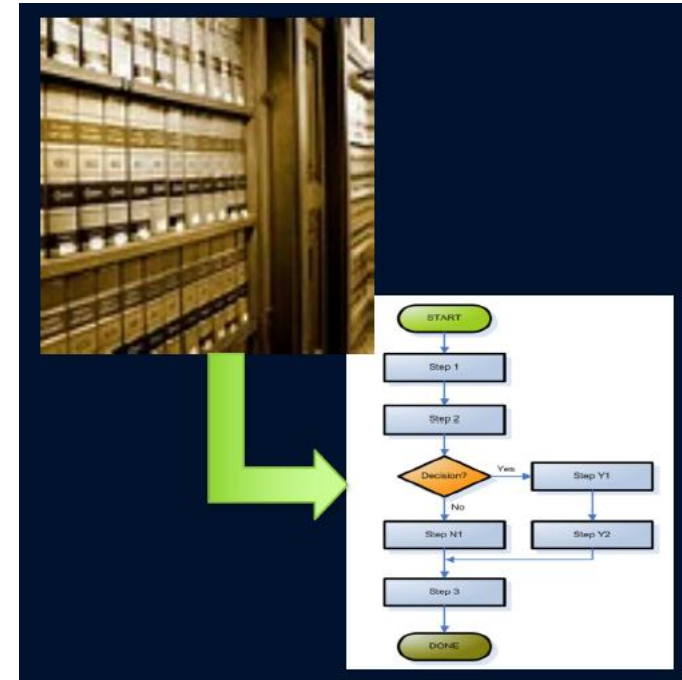 START
Step 1
Step 2
Decision?
Yes
Step Y1
No
Step N1
Step Y2
Step 3
DONE